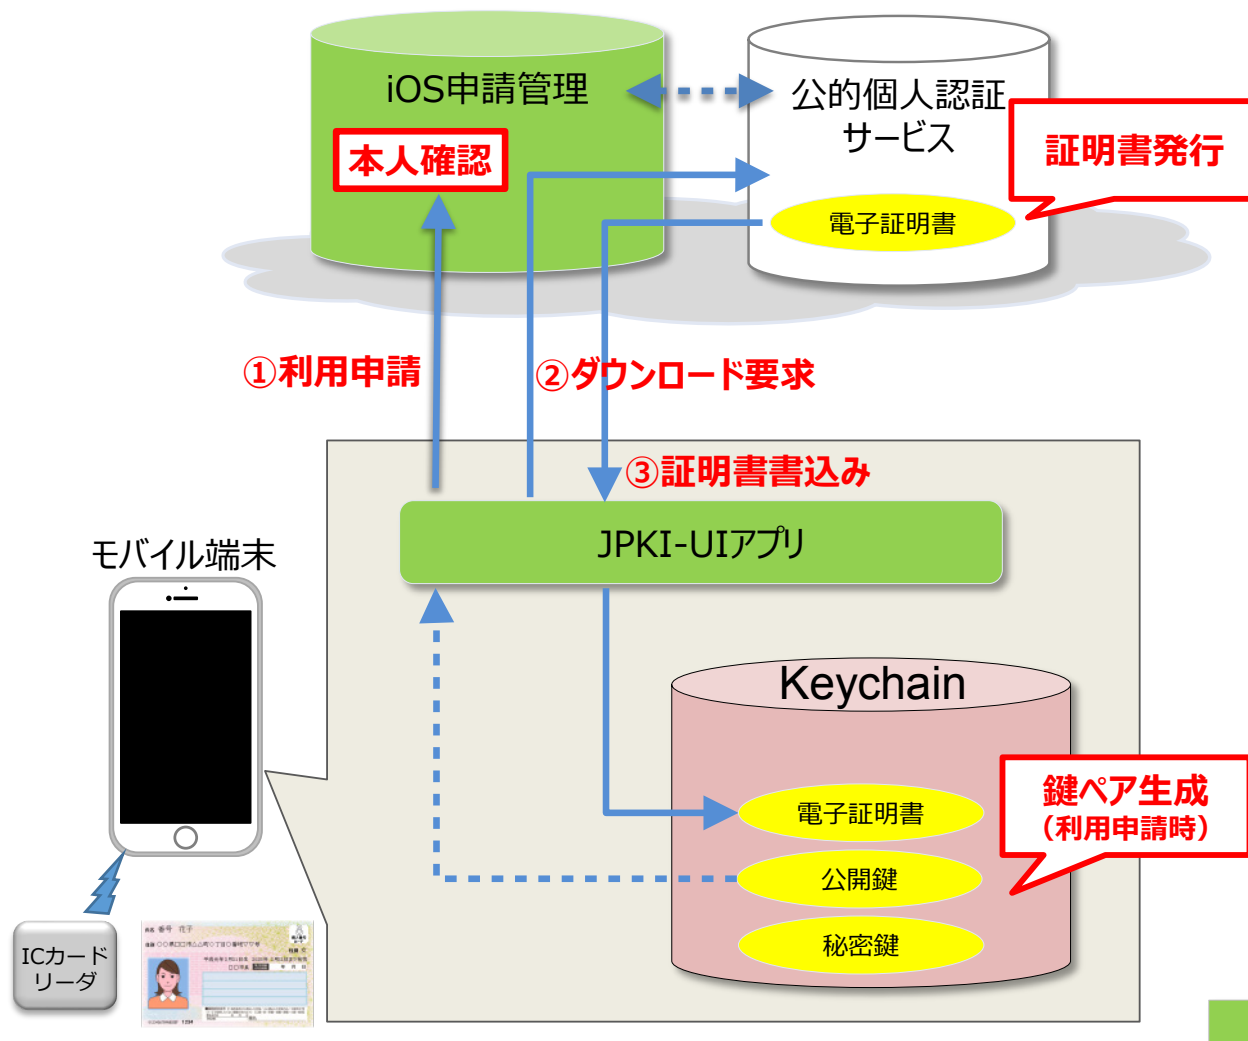 iOS申請管理
公的個人認証
サービス
本人確認
証明書発行
電子証明書
①利用申請
②ダウンロード要求
③証明書書込み
JPKI-UIアプリ
モバイル端末
Keychain
電子証明書
公開鍵
秘密鍵
鍵ペア生成
（利用申請時）
ICカード
リーダ
氏名 番号 花子
1234